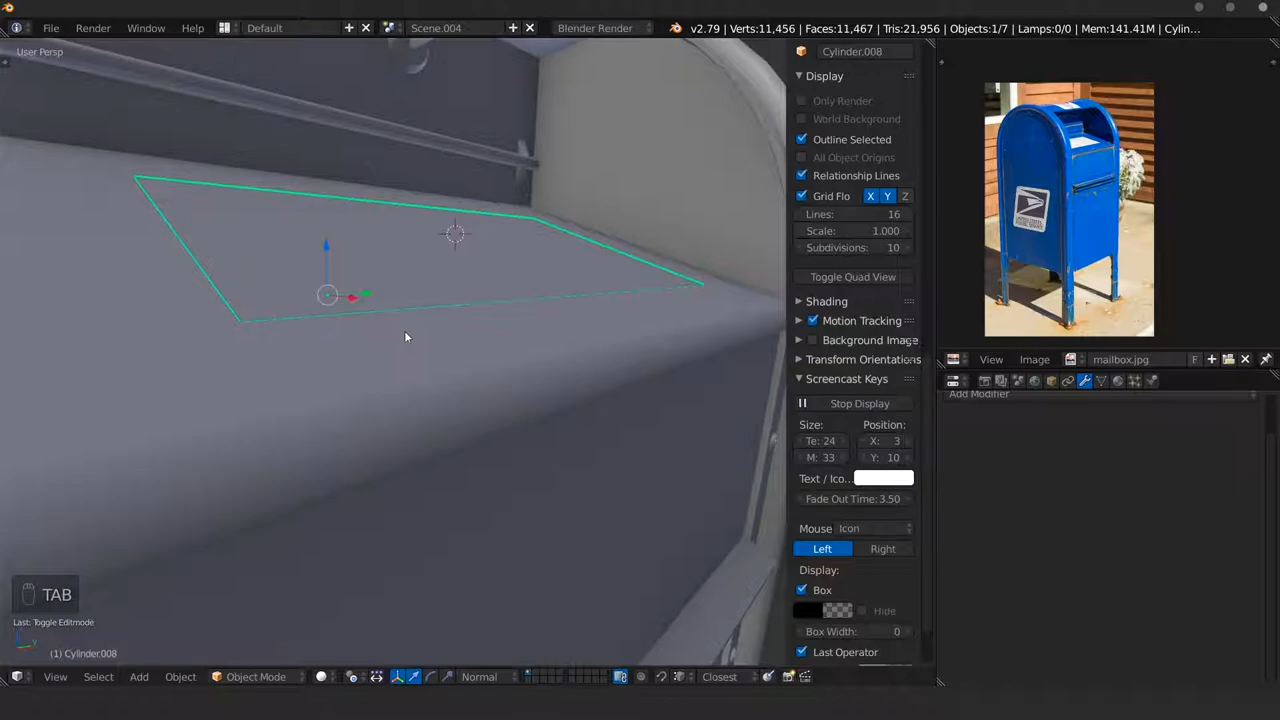 File Render Window Help Default Scene.004 Blender Render v2.79 | Verts:11,456 | Faces:11,467 | Tris:21,956 | Objects:1/7 | Lamps:0/0 | Mem:141.41M | Cylin...
User Persp
Cylinder.008
Display
Only Render
World Background
Outline Selected
All Object Origins
Relationship Lines
Grid Flo X Y Z
Lines: 16
Scale: 1.000
Subdivisions: 10
Toggle Quad View
Shading
Motion Tracking
Background Image
Transform Orientations
Screencast Keys
Stop Display
Size: Position:
Te: 24 X: 3
M: 33 Y: 10
Text / Ico...
Fade Out Time: 3.50
Mouse Icon
Left Right
Display:
Box
Hide
Box Width: 0
Last Operator
View Image mailbox.jpg F
Add Modifier
TAB
Last: Toggle Editmode
(1) Cylinder.008
View Select Add Object Object Mode Normal Closest